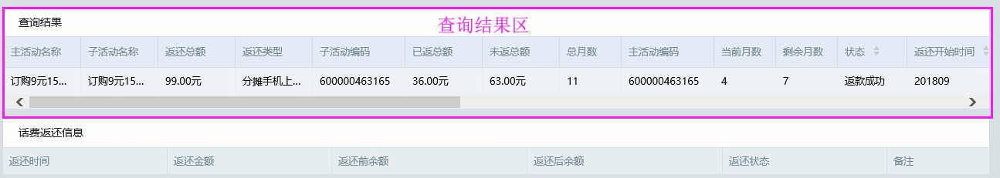 查询结果
查询结果区
主活动名称 子活动名称 返还总额 返还类型 子活动编码 已返总额 未返总额 总月数 主活动编码 当前月数 剩余月数 状态 返还开始时间
订购9元15... 订购9元15... 99.00元 分摊手机上... 600000463165 36.00元 63.00元 11 600000463165 4 7 返款成功 201809
话费返还信息
返还时间 返还金额 返还前余额 返还后余额 返还状态 备注